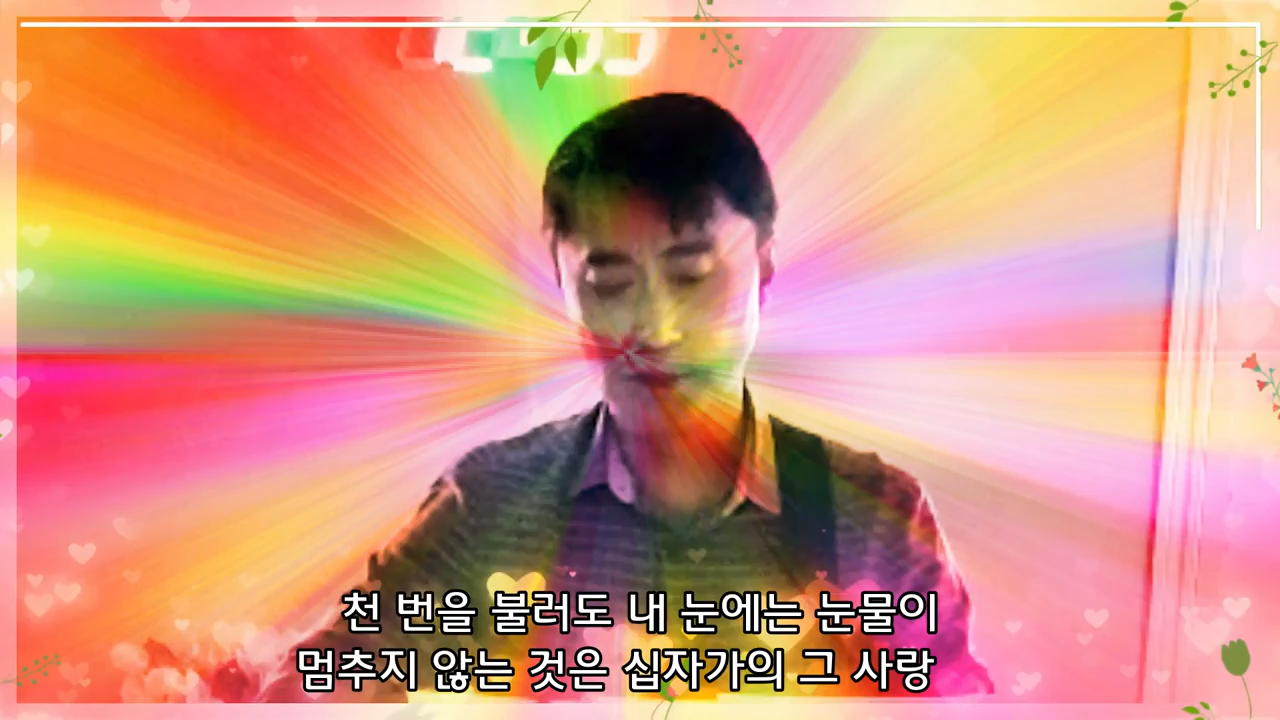 천 번을 불러도 내 눈에는 눈물이
멈추지 않는 것은 십자가의 그 사랑